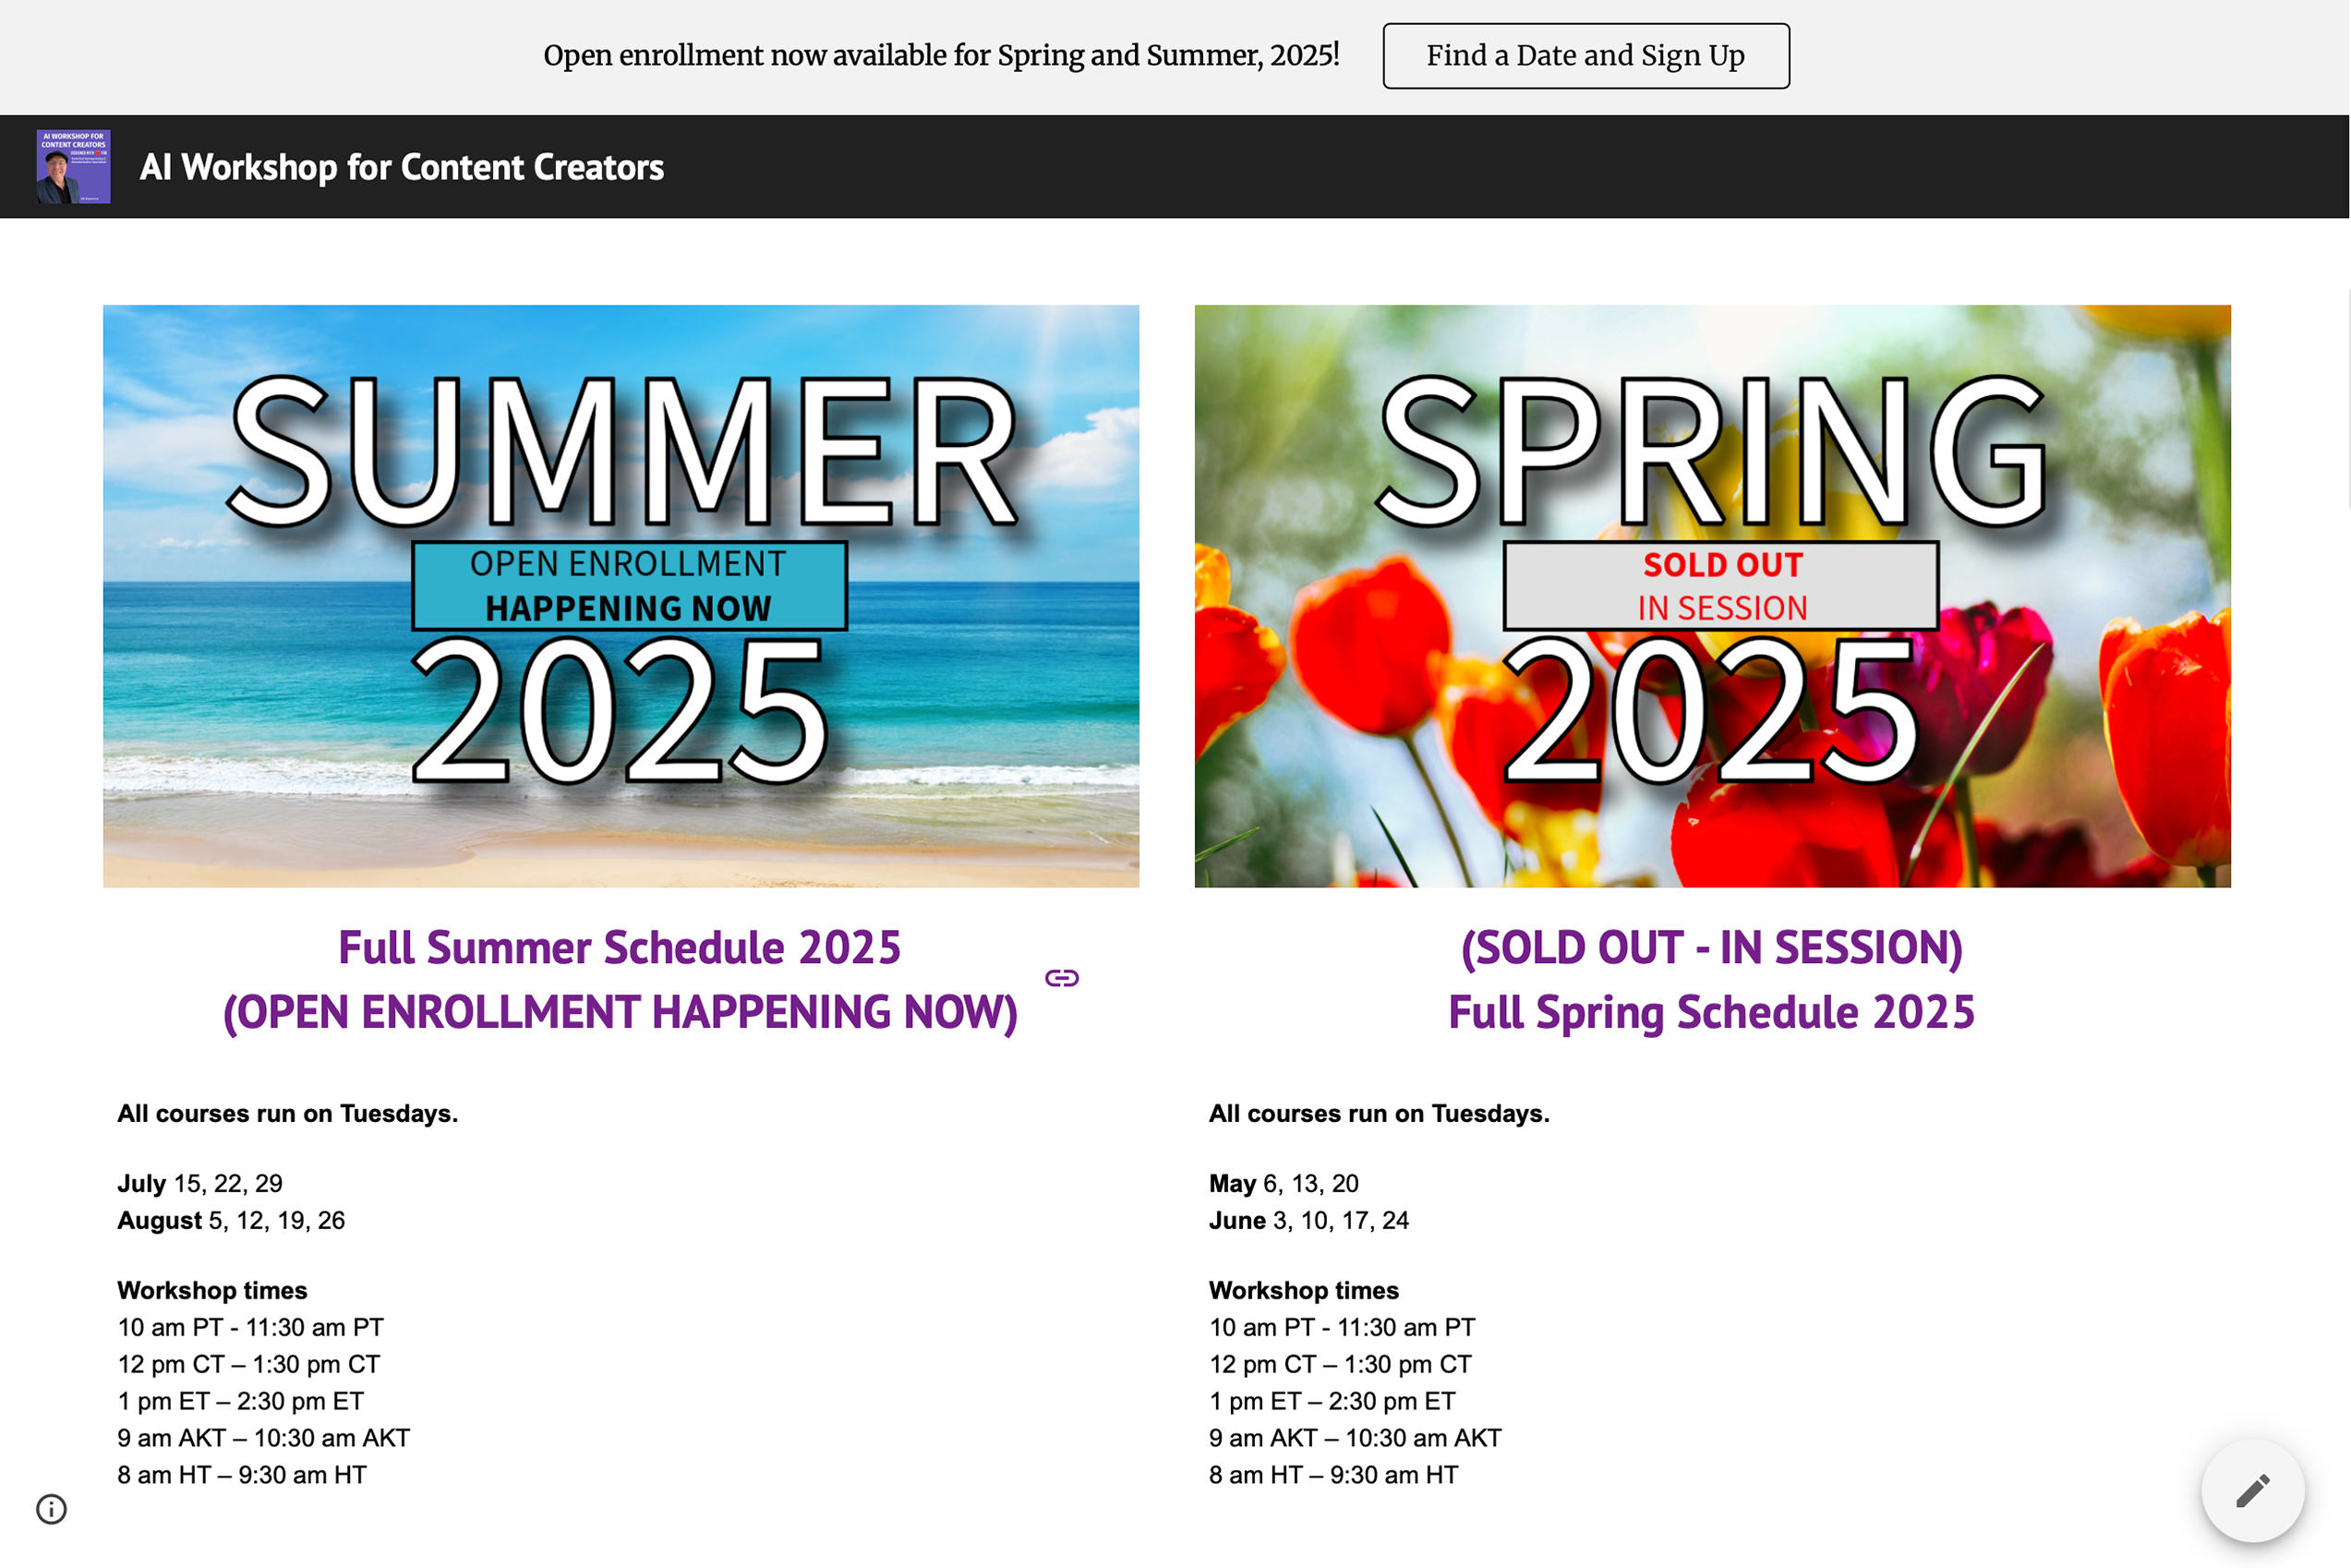 Open enrollment now available for Spring and Summer, 2025!
Find a Date and Sign Up
AI WORKSHOP FOR
CONTENT CREATORS
AI Workshop for Content Creators
SUMMER
OPEN ENROLLMENT
HAPPENING NOW
2025
Full Summer Schedule 2025
(OPEN ENROLLMENT HAPPENING NOW)
All courses run on Tuesdays.
July 15, 22, 29
August 5, 12, 19, 26
Workshop times
10 am PT - 11:30 am PT
12 pm CT – 1:30 pm CT
1 pm ET – 2:30 pm ET
9 am AKT – 10:30 am AKT
8 am HT – 9:30 am HT
SPRING
SOLD OUT
IN SESSION
2025
(SOLD OUT - IN SESSION)
Full Spring Schedule 2025
All courses run on Tuesdays.
May 6, 13, 20
June 3, 10, 17, 24
Workshop times
10 am PT - 11:30 am PT
12 pm CT – 1:30 pm CT
1 pm ET – 2:30 pm ET
9 am AKT – 10:30 am AKT
8 am HT – 9:30 am HT